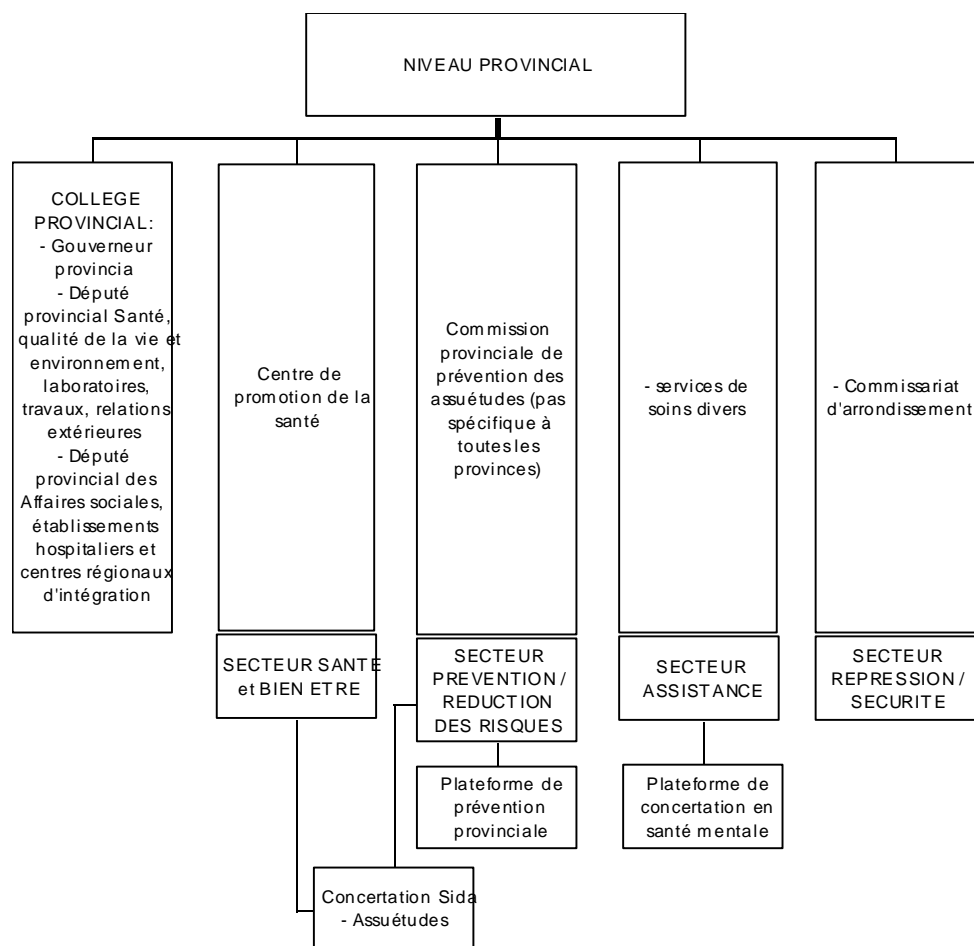 NIVEAU PROVINCIAL
COLLEGE
PROVINCIAL:
- Gouverneur
provincia
- Député
provincial Santé,
qualité de la vie et
environnement,
laboratoires,
travaux, relations
extérieures
- Député
provincial des
Affaires sociales,
établissements
hospitaliers et
centres régionaux
d'intégration
Centre de
promotion de la
santé
Commission
provinciale de
prévention des
assuétudes (pas
spécifique à
toutes les
provinces)
- services de
soins divers
- Commissariat
d'arrondissement
SECTEUR SANTE
et BIEN ETRE
SECTEUR
PREVENTION /
REDUCTION
DES RISQUES
SECTEUR
ASSISTANCE
SECTEUR
REPRESSION /
SECURITE
Plateforme de
prévention
provinciale
Plateforme de
concertation en
santé mentale
Concertation Sida
- Assuétudes